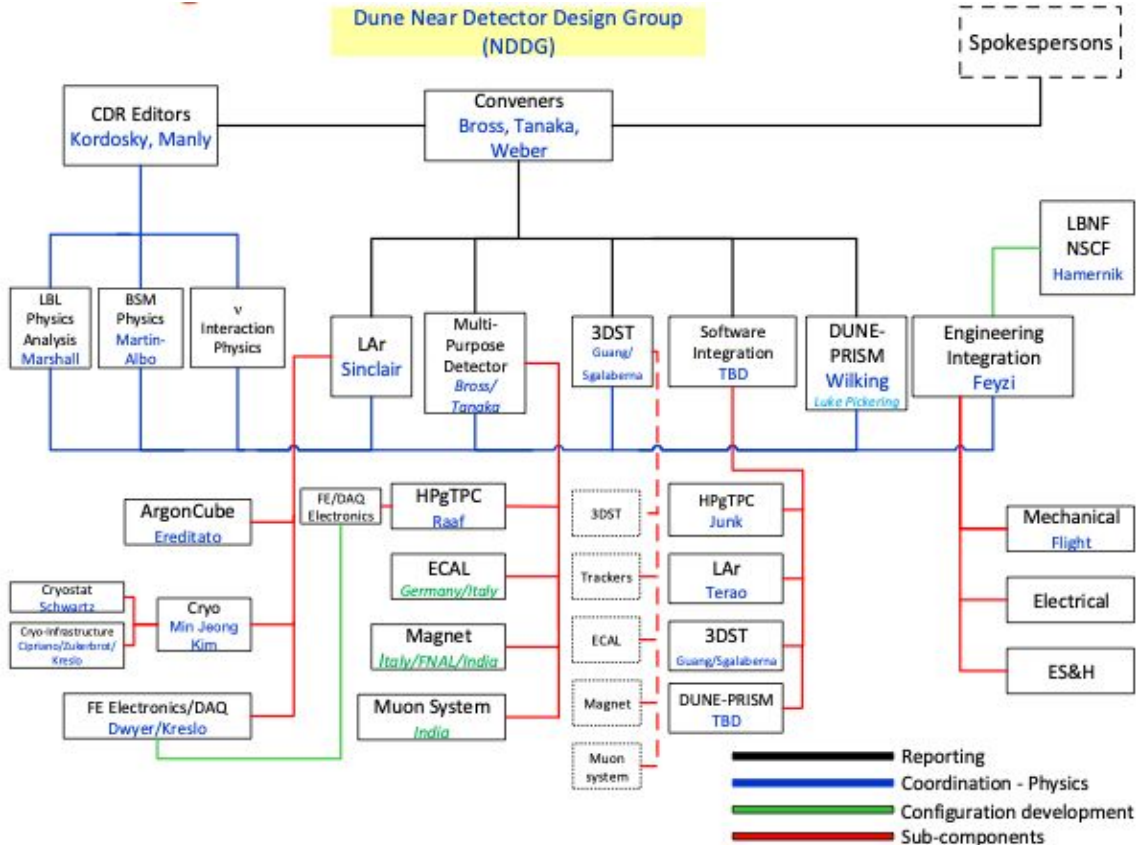 Dune Near Detector Design Group
(NDDG)
Spokespersons
CDR Editors
Kordosky, Manly
Conveners
Bross, Tanaka,
Weber
LBNF
NSCF
Hamernik
LBL
Physics
Analysis
Marshall
BSM
Physics
Martin-
Albo
ν
Interaction
Physics
LAr
Sinclair
Multi-
Purpose
Detector
Bross/
Tanaka
3DST
Guang/
Sgalaberna
Software
Integration
TBD
DUNE-
PRISM
Wilking
Luke Pickering
Engineering
Integration
Feyzi
ArgonCube
Ereditato
Cryostat
Schwartz
Cryo-Infrastructure
Cipriano/Zukerbrot/
Kreslo
Cryo
Min Jeong
Kim
FE Electronics/DAQ
Dwyer/Kreslo
FE/DAQ
Electronics
HPgTPC
Raaf
ECAL
Germany/Italy
Magnet
Italy/FNAL/India
Muon System
India
3DST
Trackers
ECAL
Magnet
Muon
system
HPgTPC
Junk
LAr
Terao
3DST
Guang/Sgalaberna
DUNE-PRISM
TBD
Mechanical
Flight
Electrical
ES&H
Reporting
Coordination - Physics
Configuration development
Sub-components